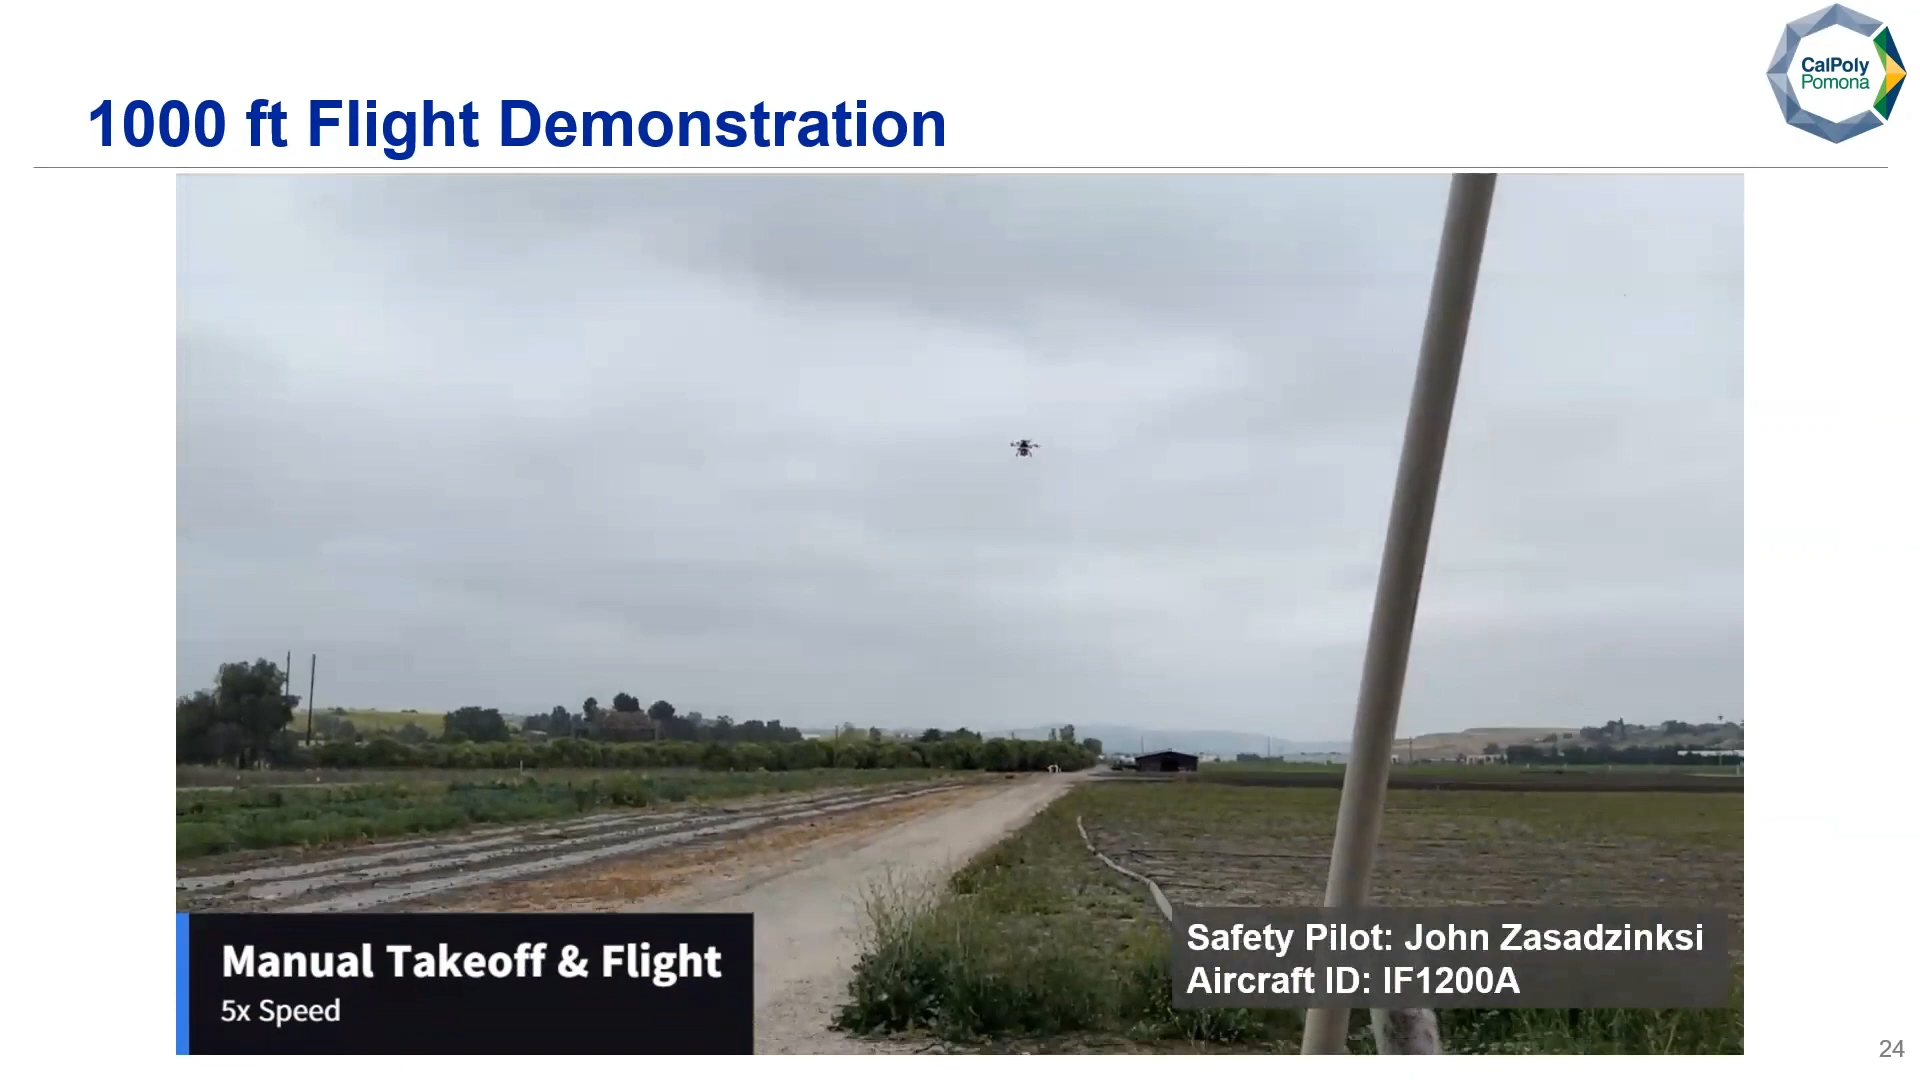 CalPoly
Pomona
1000 ft Flight Demonstration
Manual Takeoff & Flight
5x Speed
Safety Pilot: John Zasadzinksi
Aircraft ID: IF1200A
24